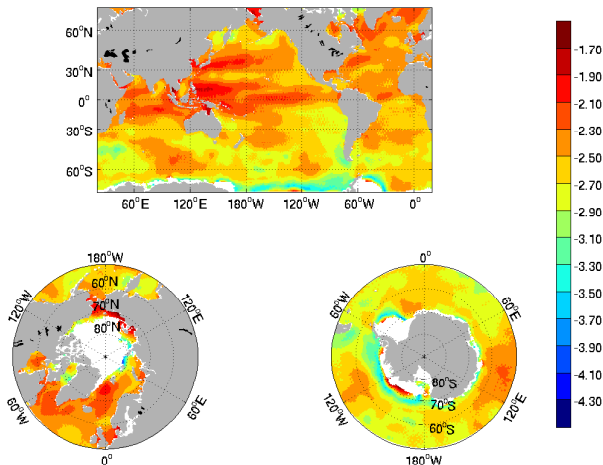 60°N
30°N
0°
30°S
60°S
60°E 120°E 180°W 120°W 60°W 0°
-1.70
-1.90
-2.10
-2.30
-2.50
-2.70
-2.90
-3.10
-3.30
-3.50
-3.70
-3.90
-4.10
-4.30
180°W
120°W
120°E
60°N
70°N
80°N
60°W
60°E
0°
0°
60°W
60°E
120°W
120°E
80°S
70°S
60°S
180°W